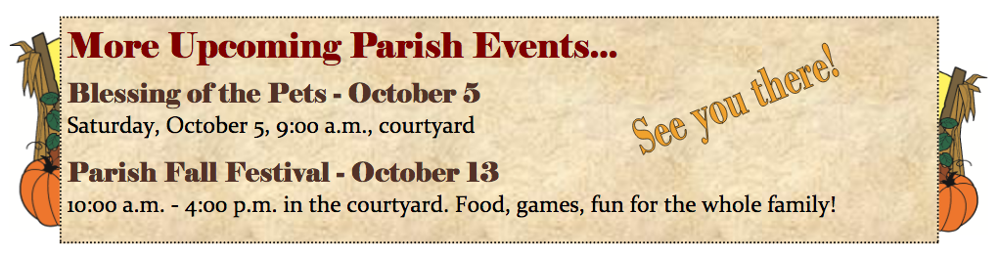 More Upcoming Parish Events...
Blessing of the Pets - October 5
Saturday, October 5, 9:00 a.m., courtyard
See you there!
Parish Fall Festival - October 13
10:00 a.m. - 4:00 p.m. in the courtyard. Food, games, fun for the whole family!